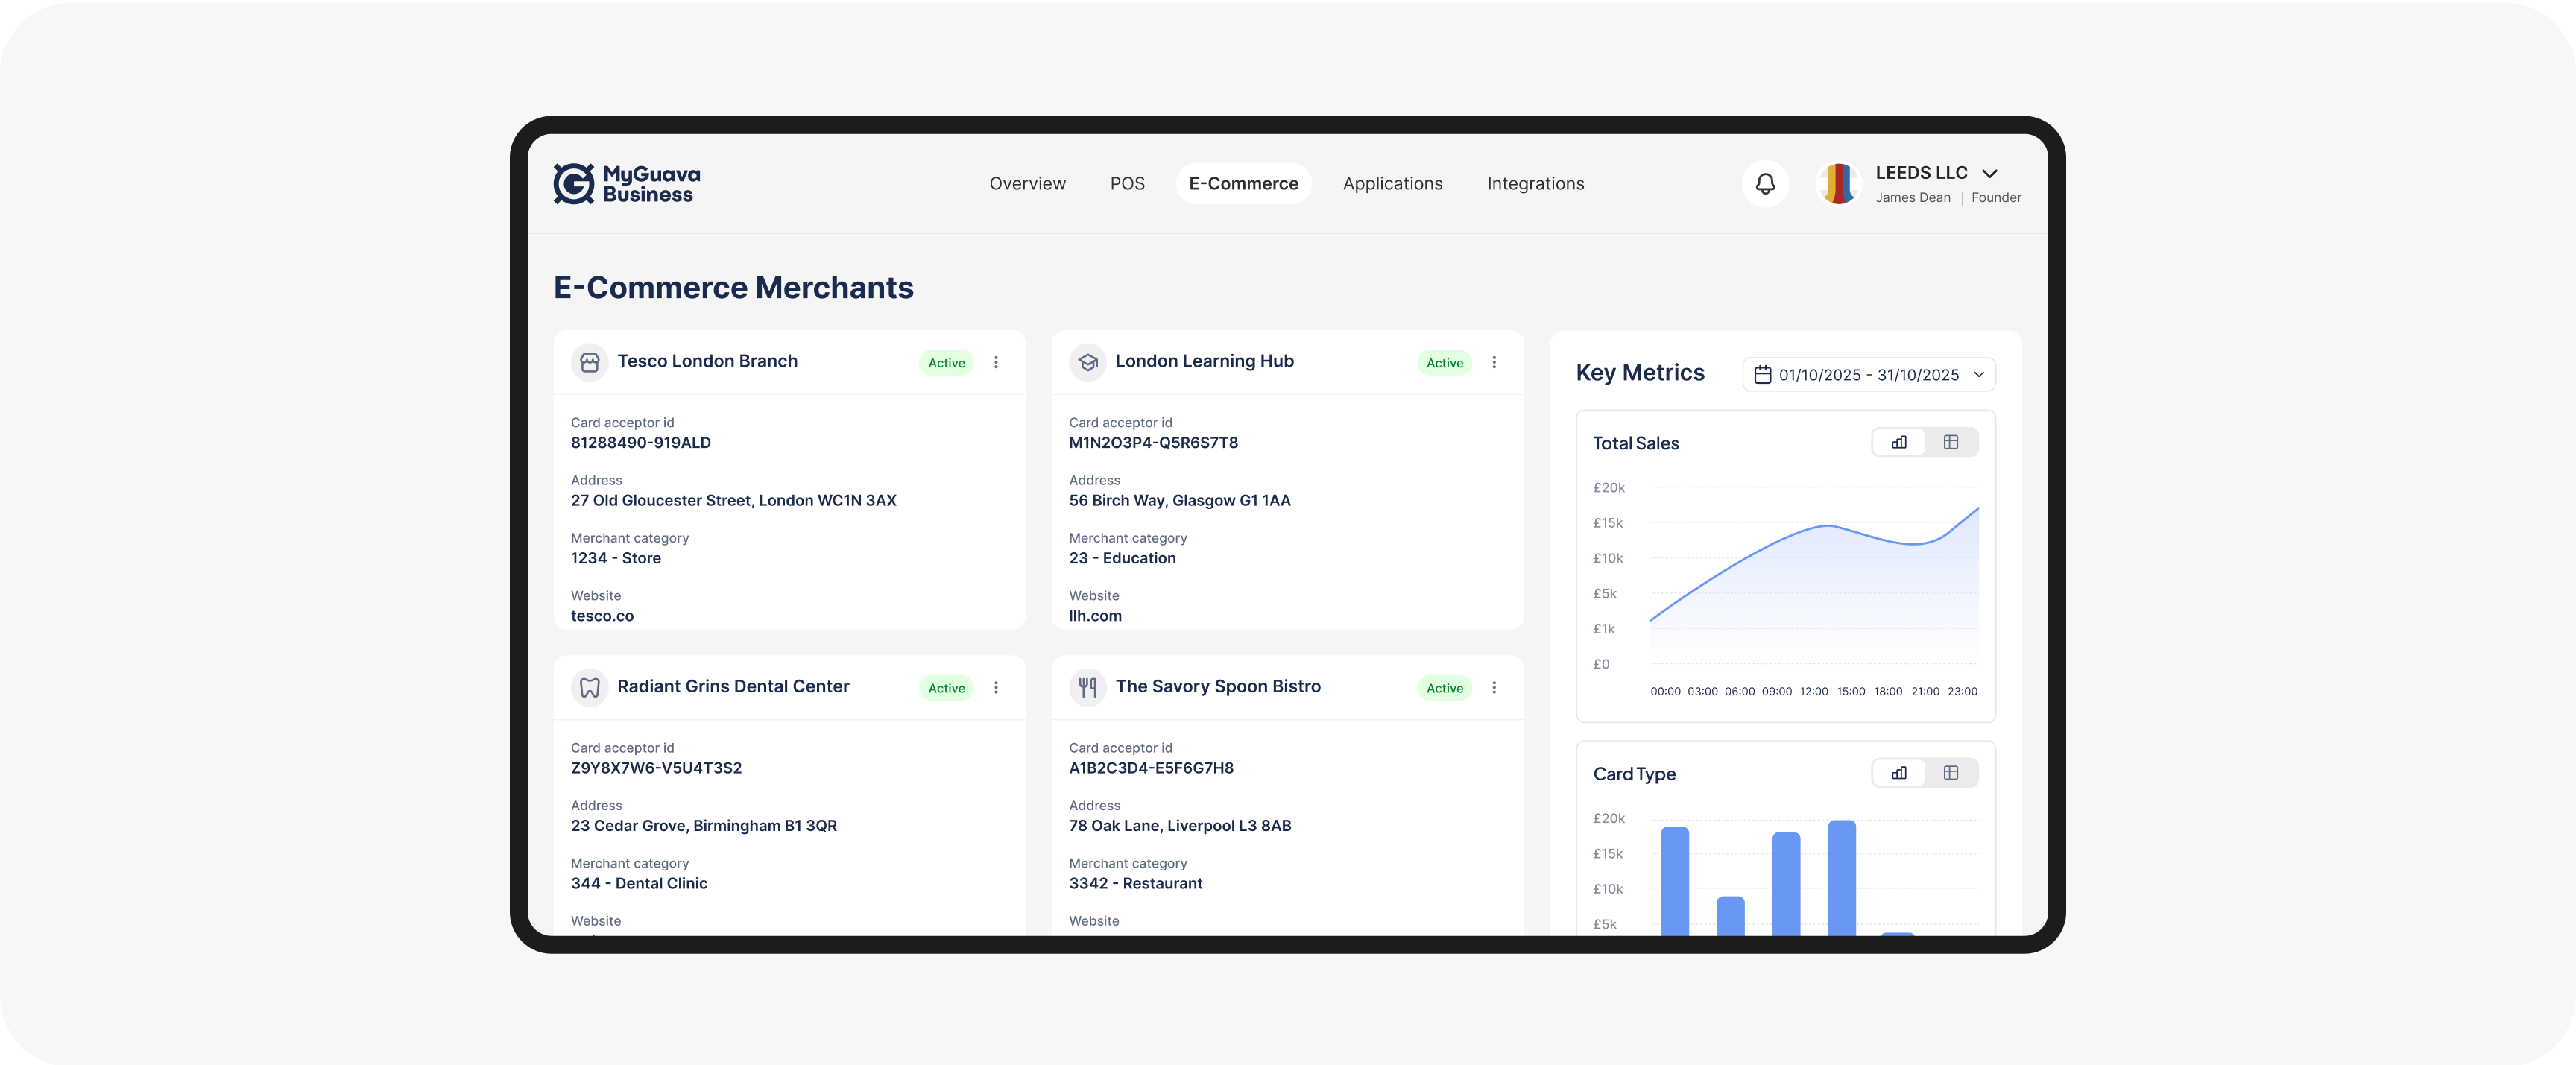 MyGuava
Business
Overview
POS
E-Commerce
Applications
Integrations
LEEDS LLC
James Dean | Founder
E-Commerce Merchants
Tesco London Branch
Active
Card acceptor id
81288490-919ALD
Address
27 Old Gloucester Street, London WC1N 3AX
Merchant category
1234 - Store
Website
tesco.co
London Learning Hub
Active
Card acceptor id
M1N2O3P4-Q5R6S7T8
Address
56 Birch Way, Glasgow G1 1AA
Merchant category
23 - Education
Website
llh.com
Radiant Grins Dental Center
Active
Card acceptor id
Z9Y8X7W6-V5U4T3S2
Address
23 Cedar Grove, Birmingham B1 3QR
Merchant category
344 - Dental Clinic
Website
The Savory Spoon Bistro
Active
Card acceptor id
A1B2C3D4-E5F6G7H8
Address
78 Oak Lane, Liverpool L3 8AB
Merchant category
3342 - Restaurant
Website
Key Metrics
01/10/2025 - 31/10/2025
Total Sales
£20k
£15k
£10k
£5k
£1k
£0
00:00 03:00 06:00 09:00 12:00 15:00 18:00 21:00 23:00
Card Type
£20k
£15k
£10k
£5k